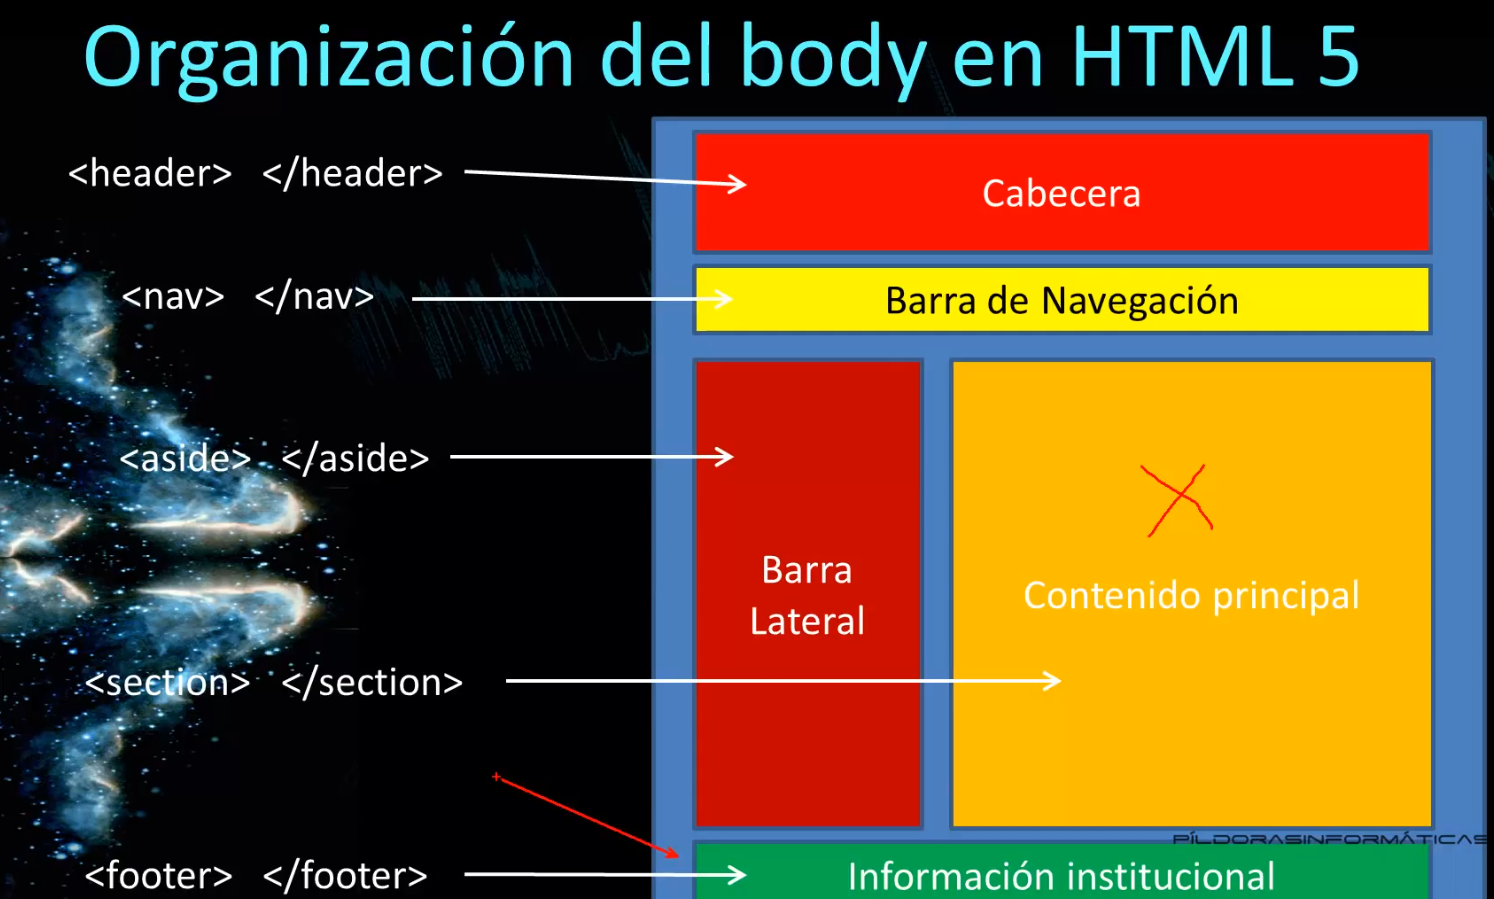 Organización del body en HTML 5
<header> </header>
Cabecera
<nav> </nav>
Barra de Navegación
<aside> </aside>
Barra
Lateral
Contenido principal
<section> </section>
PÍLDORASINFORMÁTICAS
<footer> </footer>
Información institucional